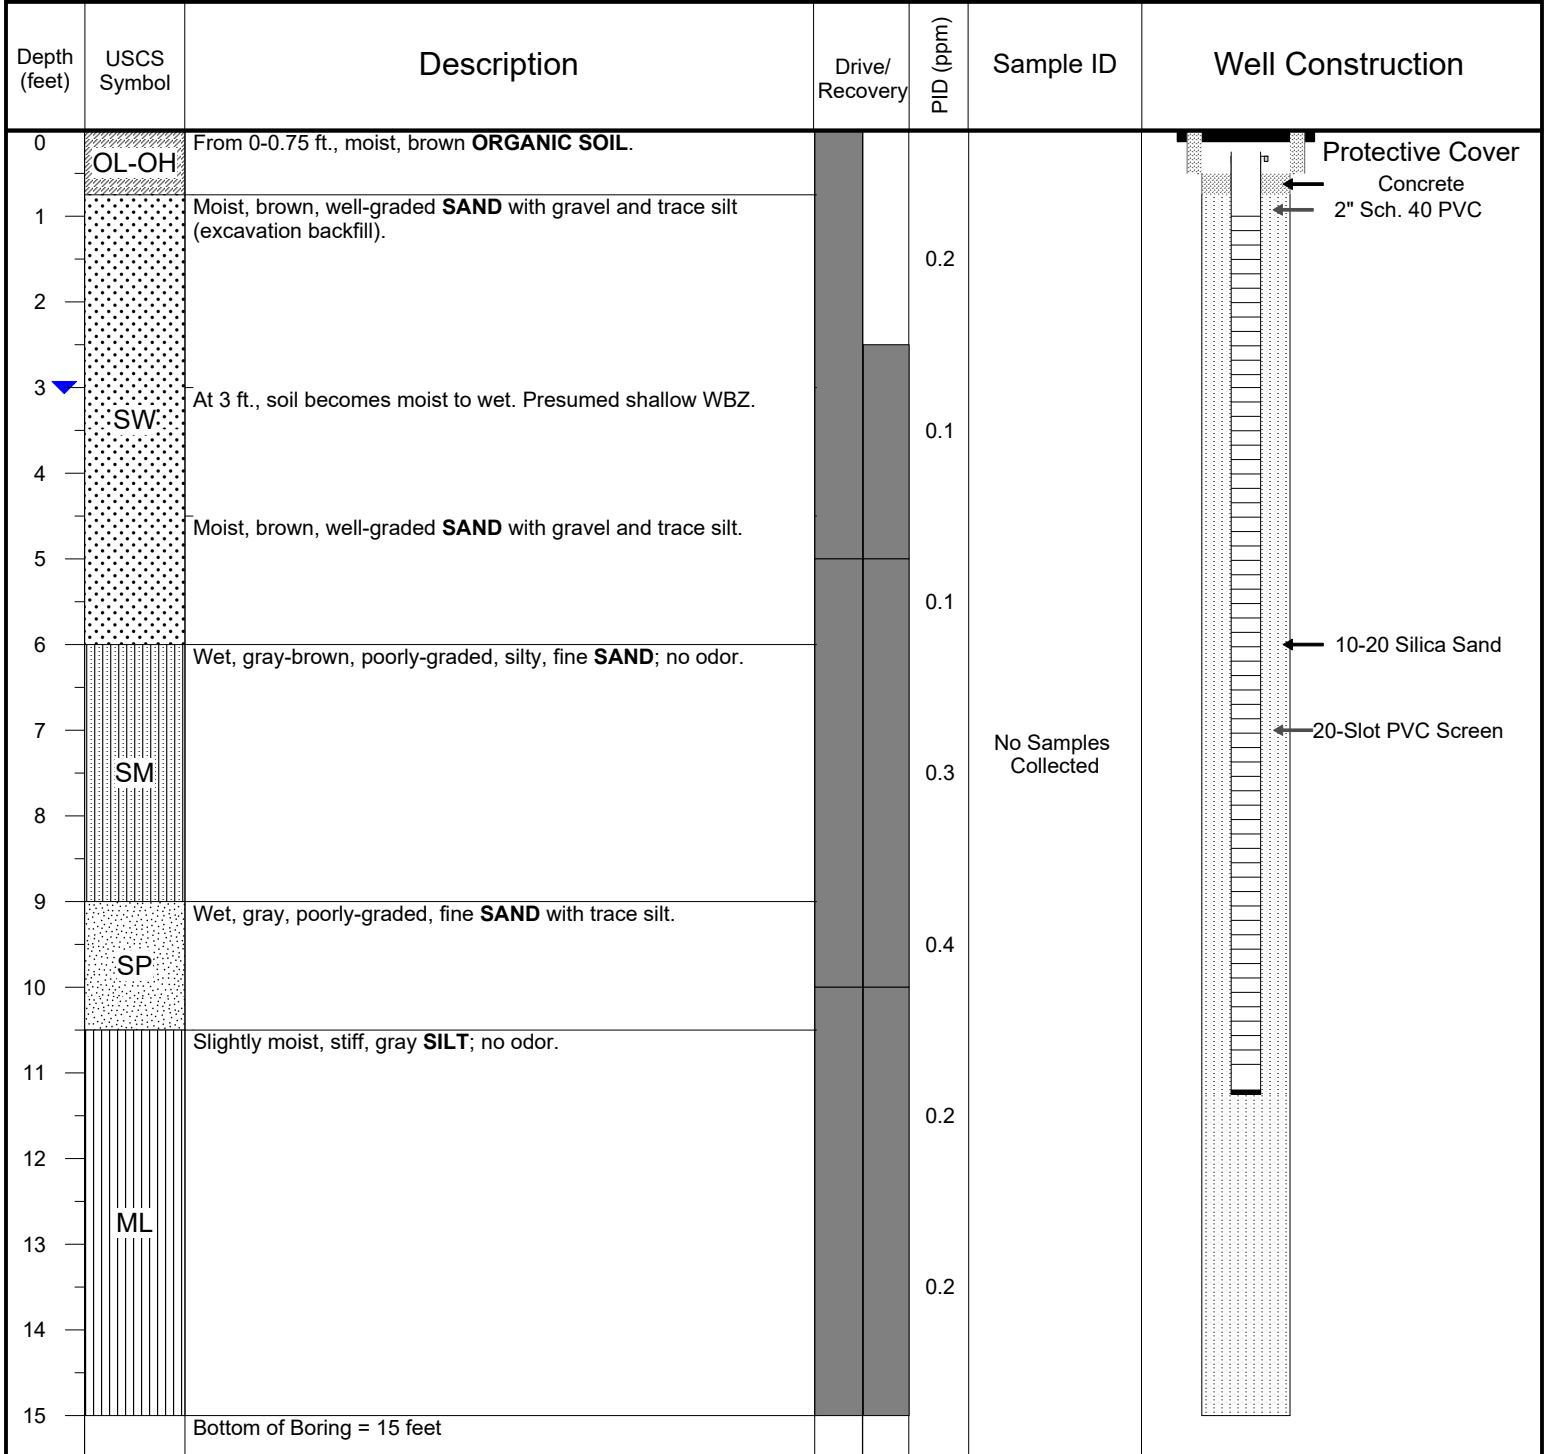 Depth
(feet)
USCS
Symbol
Description
Drive/
Recovery
PID (ppm)
Sample ID
Well Construction
0
OL-OH
From 0-0.75 ft., moist, brown ORGANIC SOIL.
Protective Cover
Concrete
1
Moist, brown, well-graded SAND with gravel and trace silt
(excavation backfill).
2" Sch. 40 PVC
0.2
2
3
At 3 ft., soil becomes moist to wet. Presumed shallow WBZ.
SW
0.1
4
Moist, brown, well-graded SAND with gravel and trace silt.
5
0.1
6
Wet, gray-brown, poorly-graded, silty, fine SAND; no odor.
10-20 Silica Sand
7
20-Slot PVC Screen
No Samples
Collected
SM
0.3
8
9
Wet, gray, poorly-graded, fine SAND with trace silt.
0.4
SP
10
Slightly moist, stiff, gray SILT; no odor.
11
0.2
12
ML
13
0.2
14
15
Bottom of Boring = 15 feet